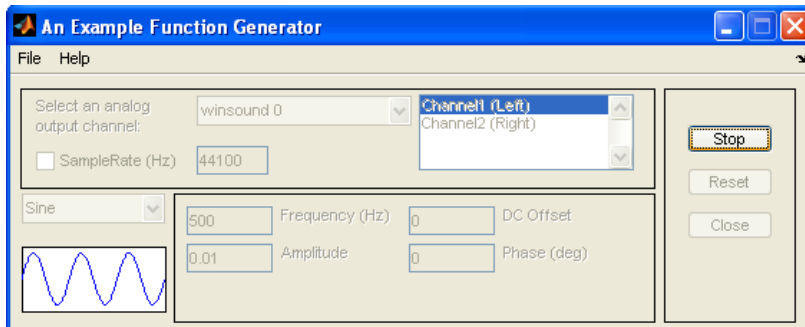 An Example Function Generator
File Help
Select an analog
output channel:
winsound 0
Channel1 (Left)
Channel2 (Right)
SampleRate (Hz)
44100
Stop
Reset
Close
Sine
500
Frequency (Hz)
0
DC Offset
0.01
Amplitude
0
Phase (deg)